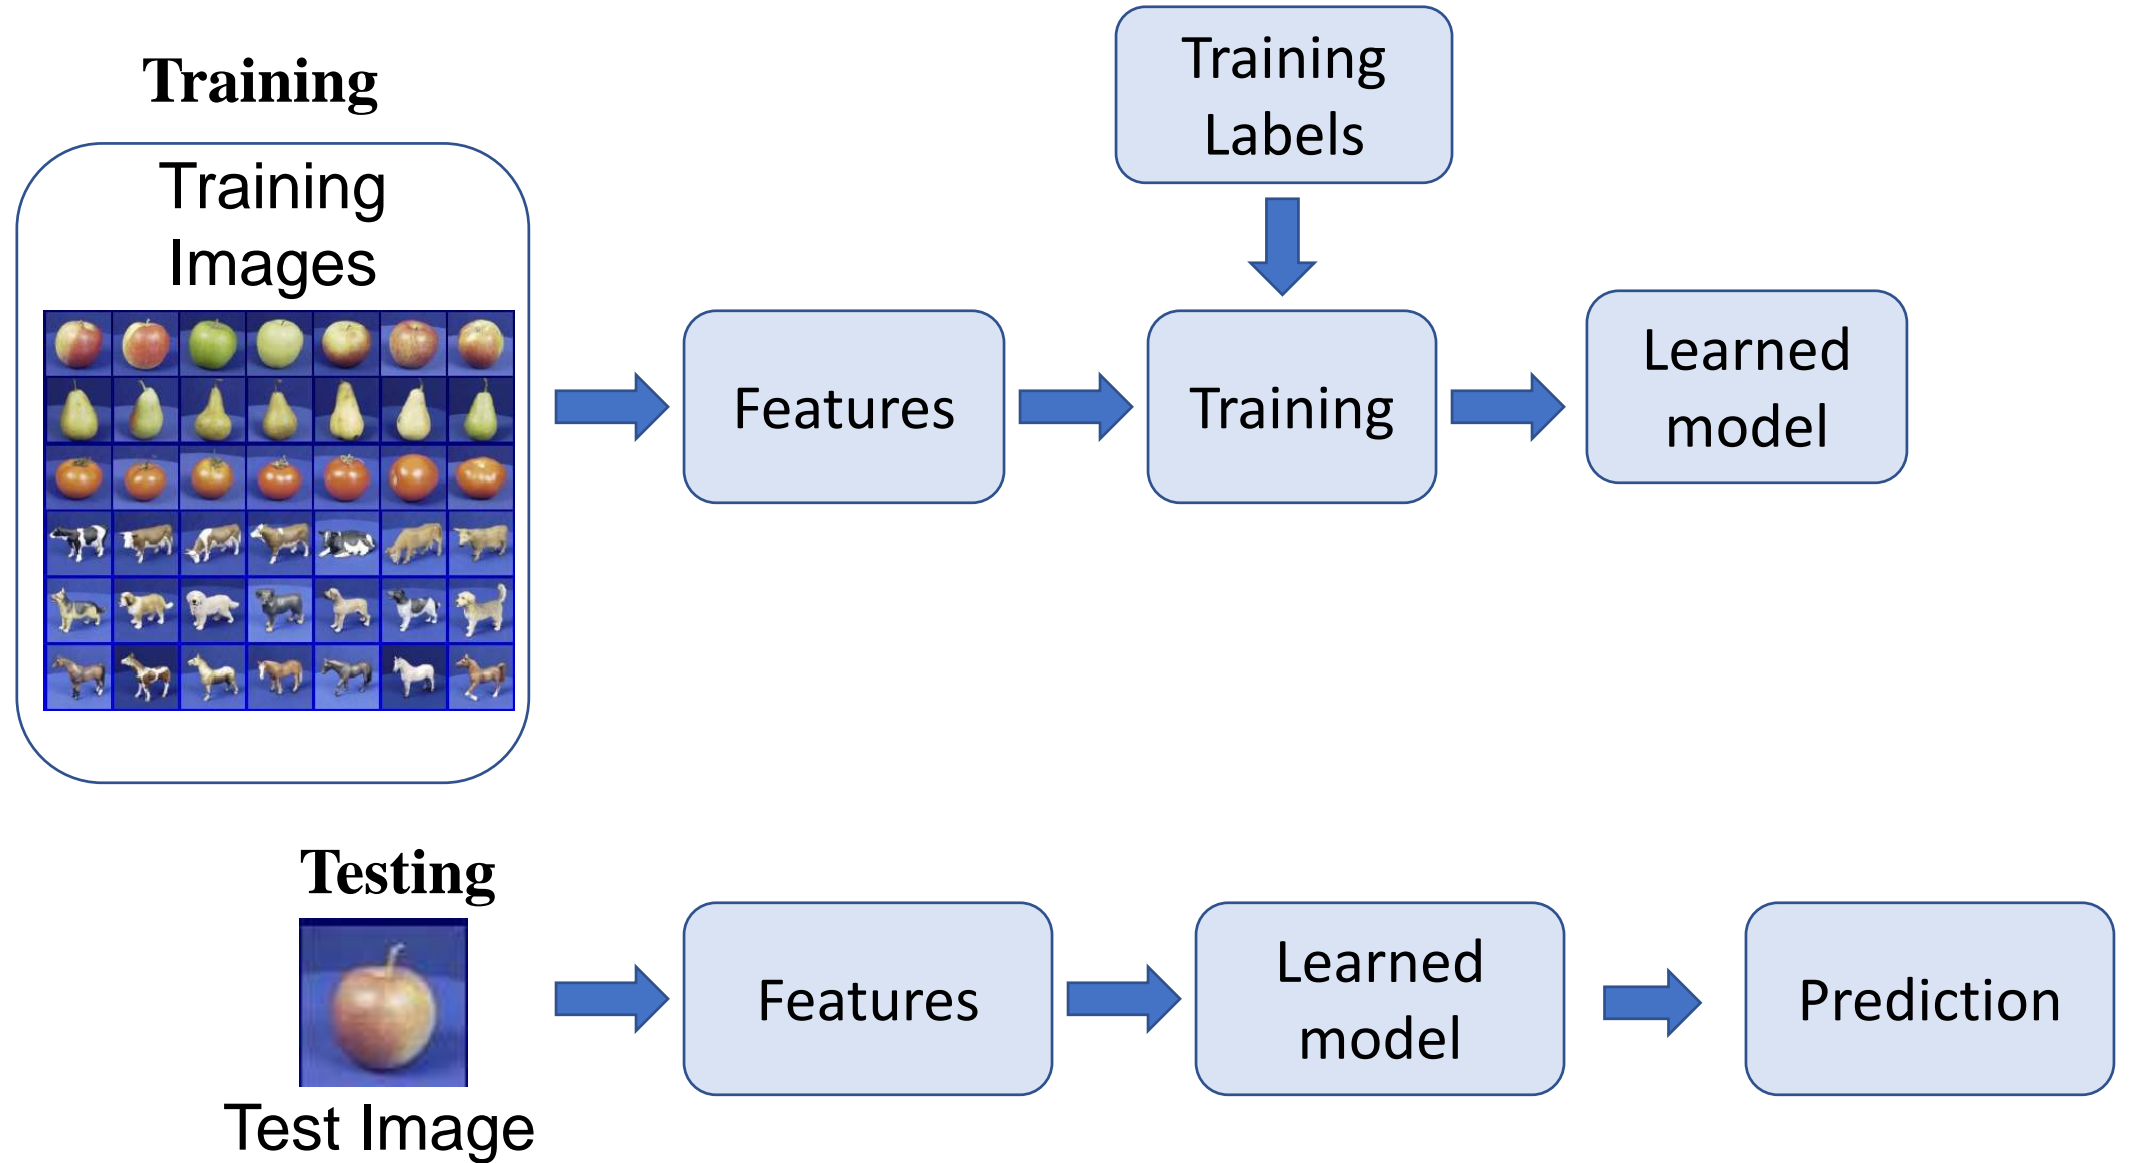 Training
Training
Images
Training
Labels
Features
Training
Learned
model
Testing
Test Image
Features
Learned
model
Prediction